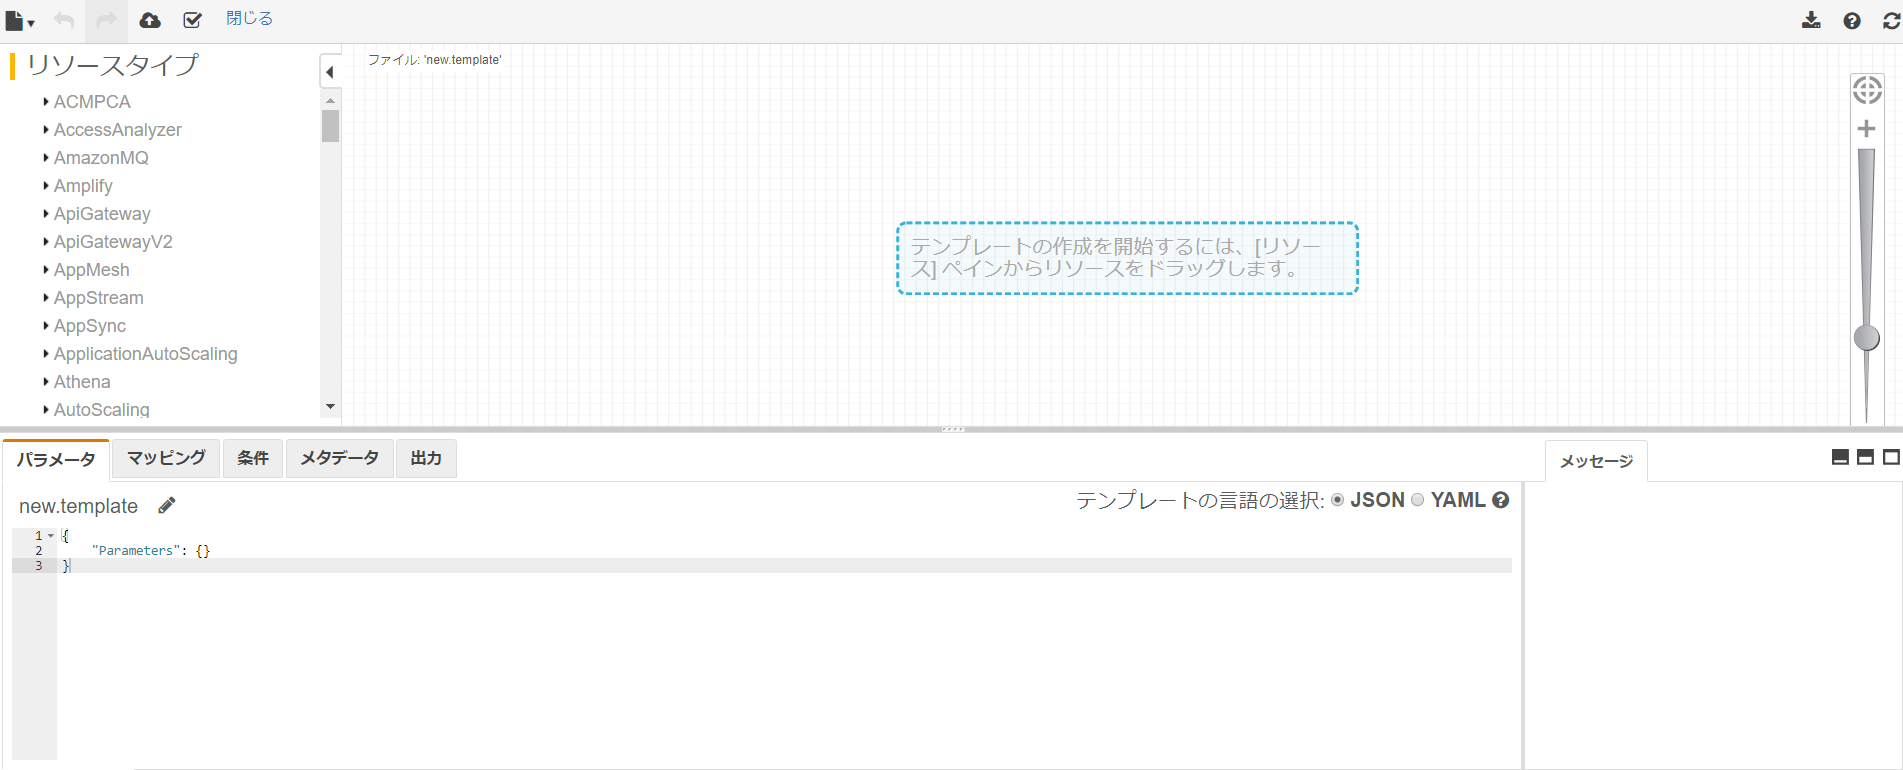 閉じる
リソースタイプ
ファイル: 'new.template'
ACMPCA
AccessAnalyzer
AmazonMQ
Amplify
ApiGateway
ApiGatewayV2
AppMesh
AppStream
AppSync
ApplicationAutoScaling
Athena
AutoScaling
テンプレートの作成を開始するには、[リソー
ス] ペインからリソースをドラッグします。
パラメータ マッピング 条件 メタデータ 出力
メッセージ
new.template
テンプレートの言語の選択: JSON YAML
1 {
2 "Parameters": {}
3 }